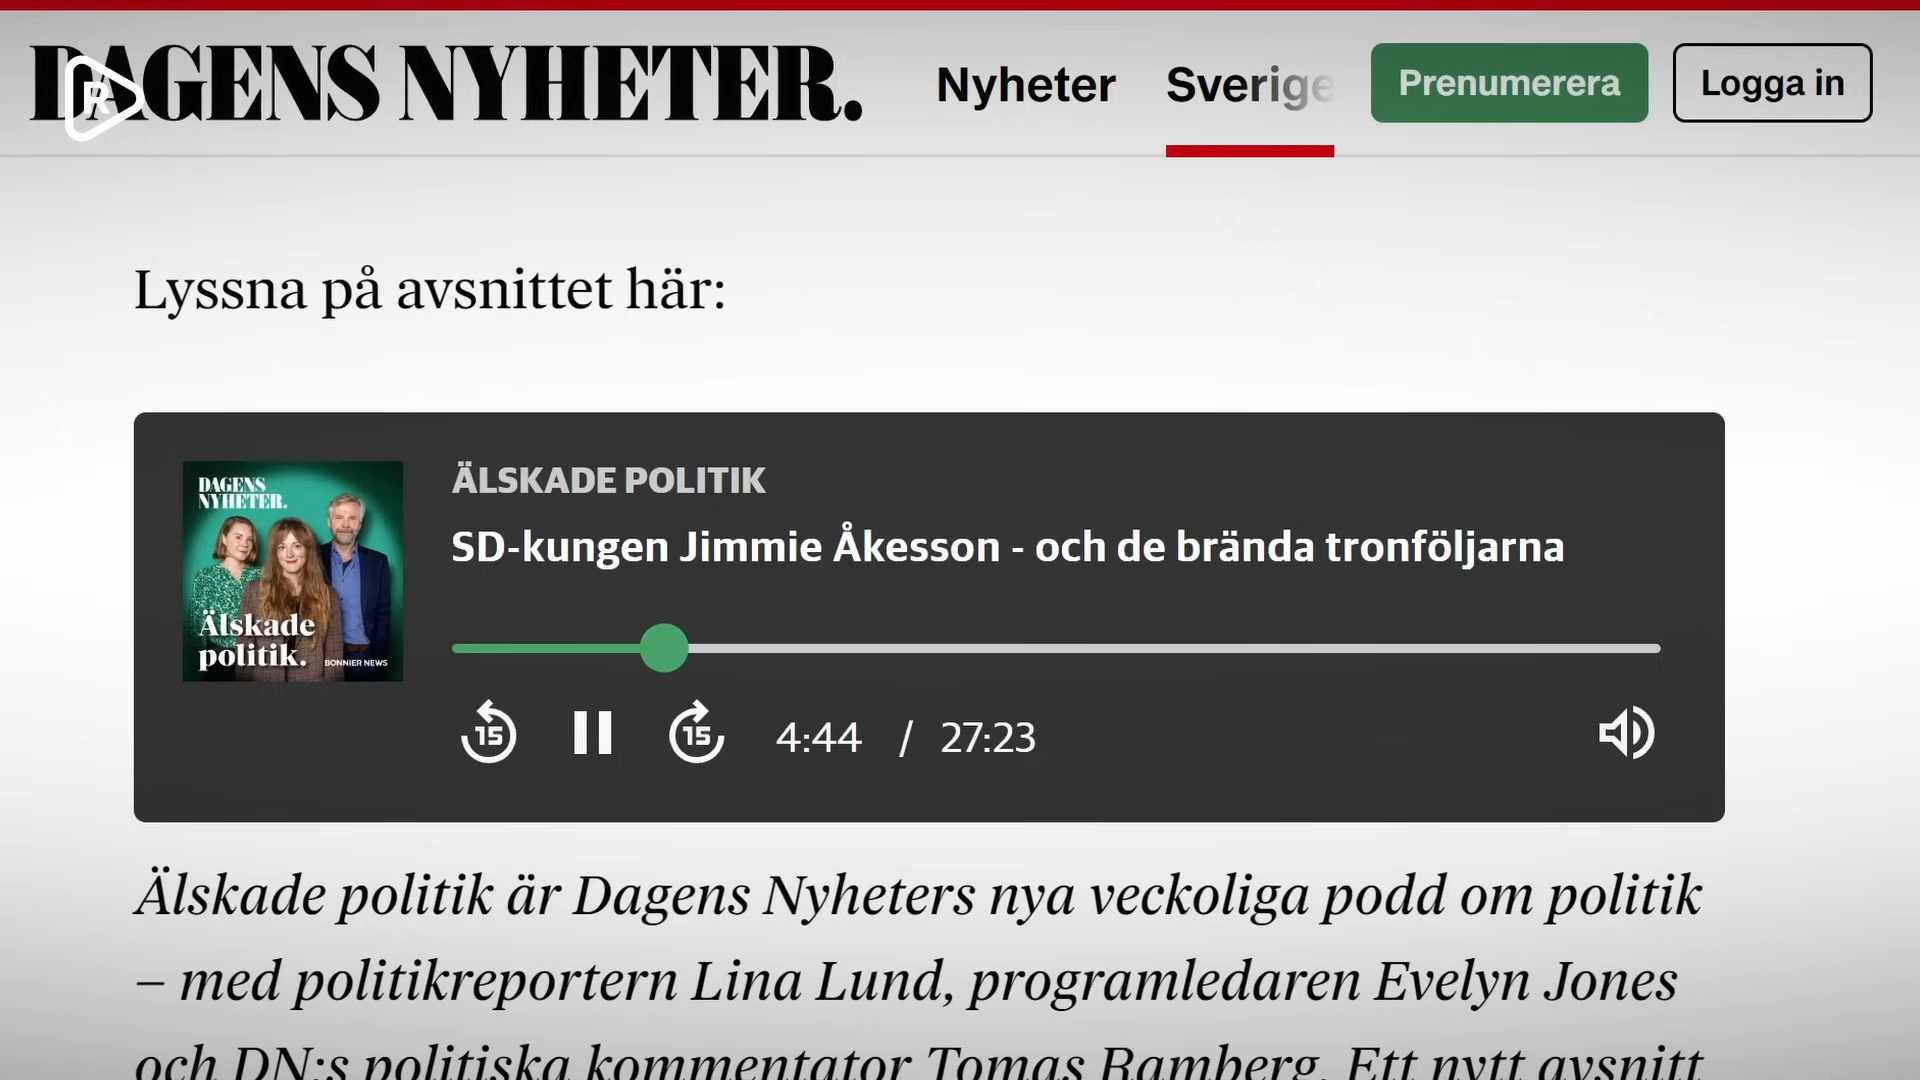 DAGENS NYHETER.
R
Nyheter
Sverige
Prenumerera
Logga in
Lyssna på avsnittet här:
DAGENS
NYHETER.
Älskade
politik.
BONNIER NEWS
ÄLSKADE POLITIK
SD-kungen Jimmie Åkesson - och de brända tronföljarna
15
15
4:44 / 27:23
Älskade politik är Dagens Nyheters nya veckoliga podd om politik
– med politikreportern Lina Lund, programledaren Evelyn Jones
och DN:s politiska kommentator Tomas Ramberg. Ett nytt avsnitt